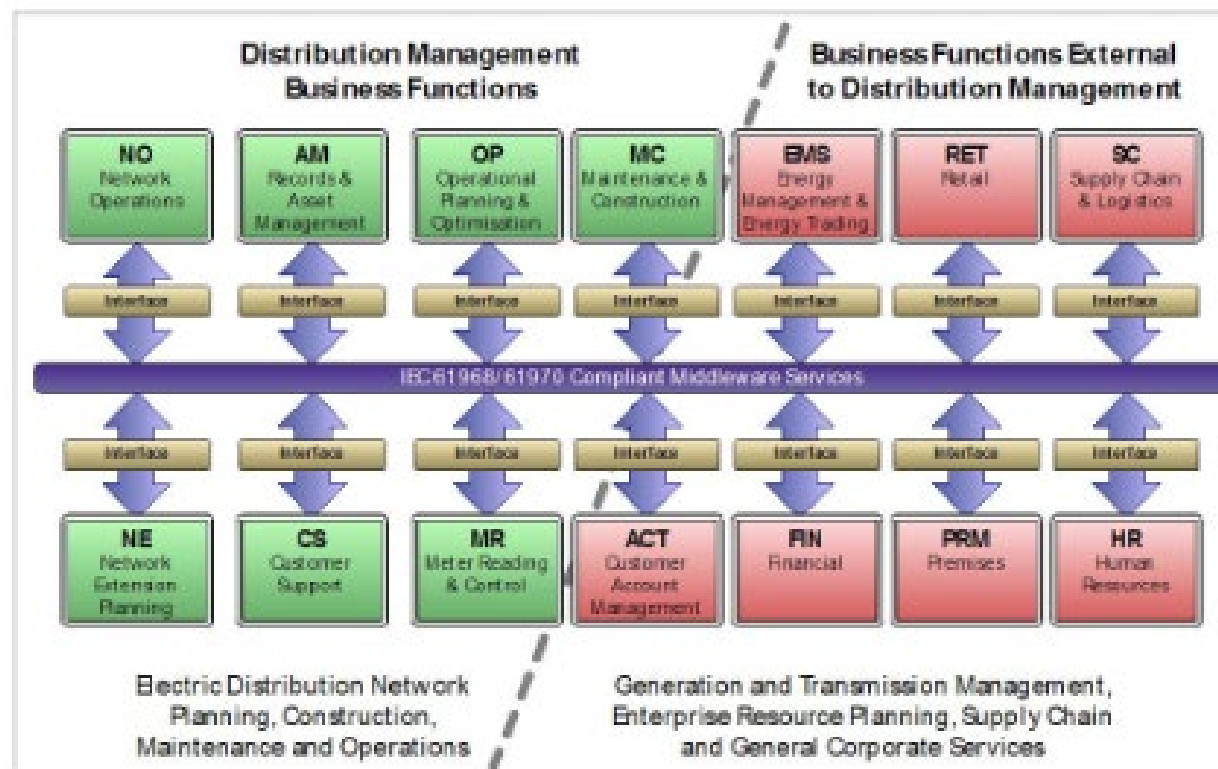 Distribution Management
Business Functions
Business Functions External
to Distribution Management
NO
Network
Operations
AM
Records &
Asset
Management
OP
Operational
Planning &
Optimisation
MC
Maintenance &
Construction
EMS
Energy
Management &
Energy Trading
RET
Retail
SC
Supply Chain
& Logistics
Interface
Interface
Interface
Interface
Interface
Interface
Interface
IEC61968/61970 Compliant Middleware Services
Interface
Interface
Interface
Interface
Interface
Interface
Interface
NE
Network
Extension
Planning
CS
Customer
Support
MR
Meter Reading
& Control
ACT
Customer
Account
Management
FIN
Financial
PRM
Premises
HR
Human
Resources
Electric Distribution Network
Planning, Construction,
Maintenance and Operations
Generation and Transmission Management,
Enterprise Resource Planning, Supply Chain
and General Corporate Services